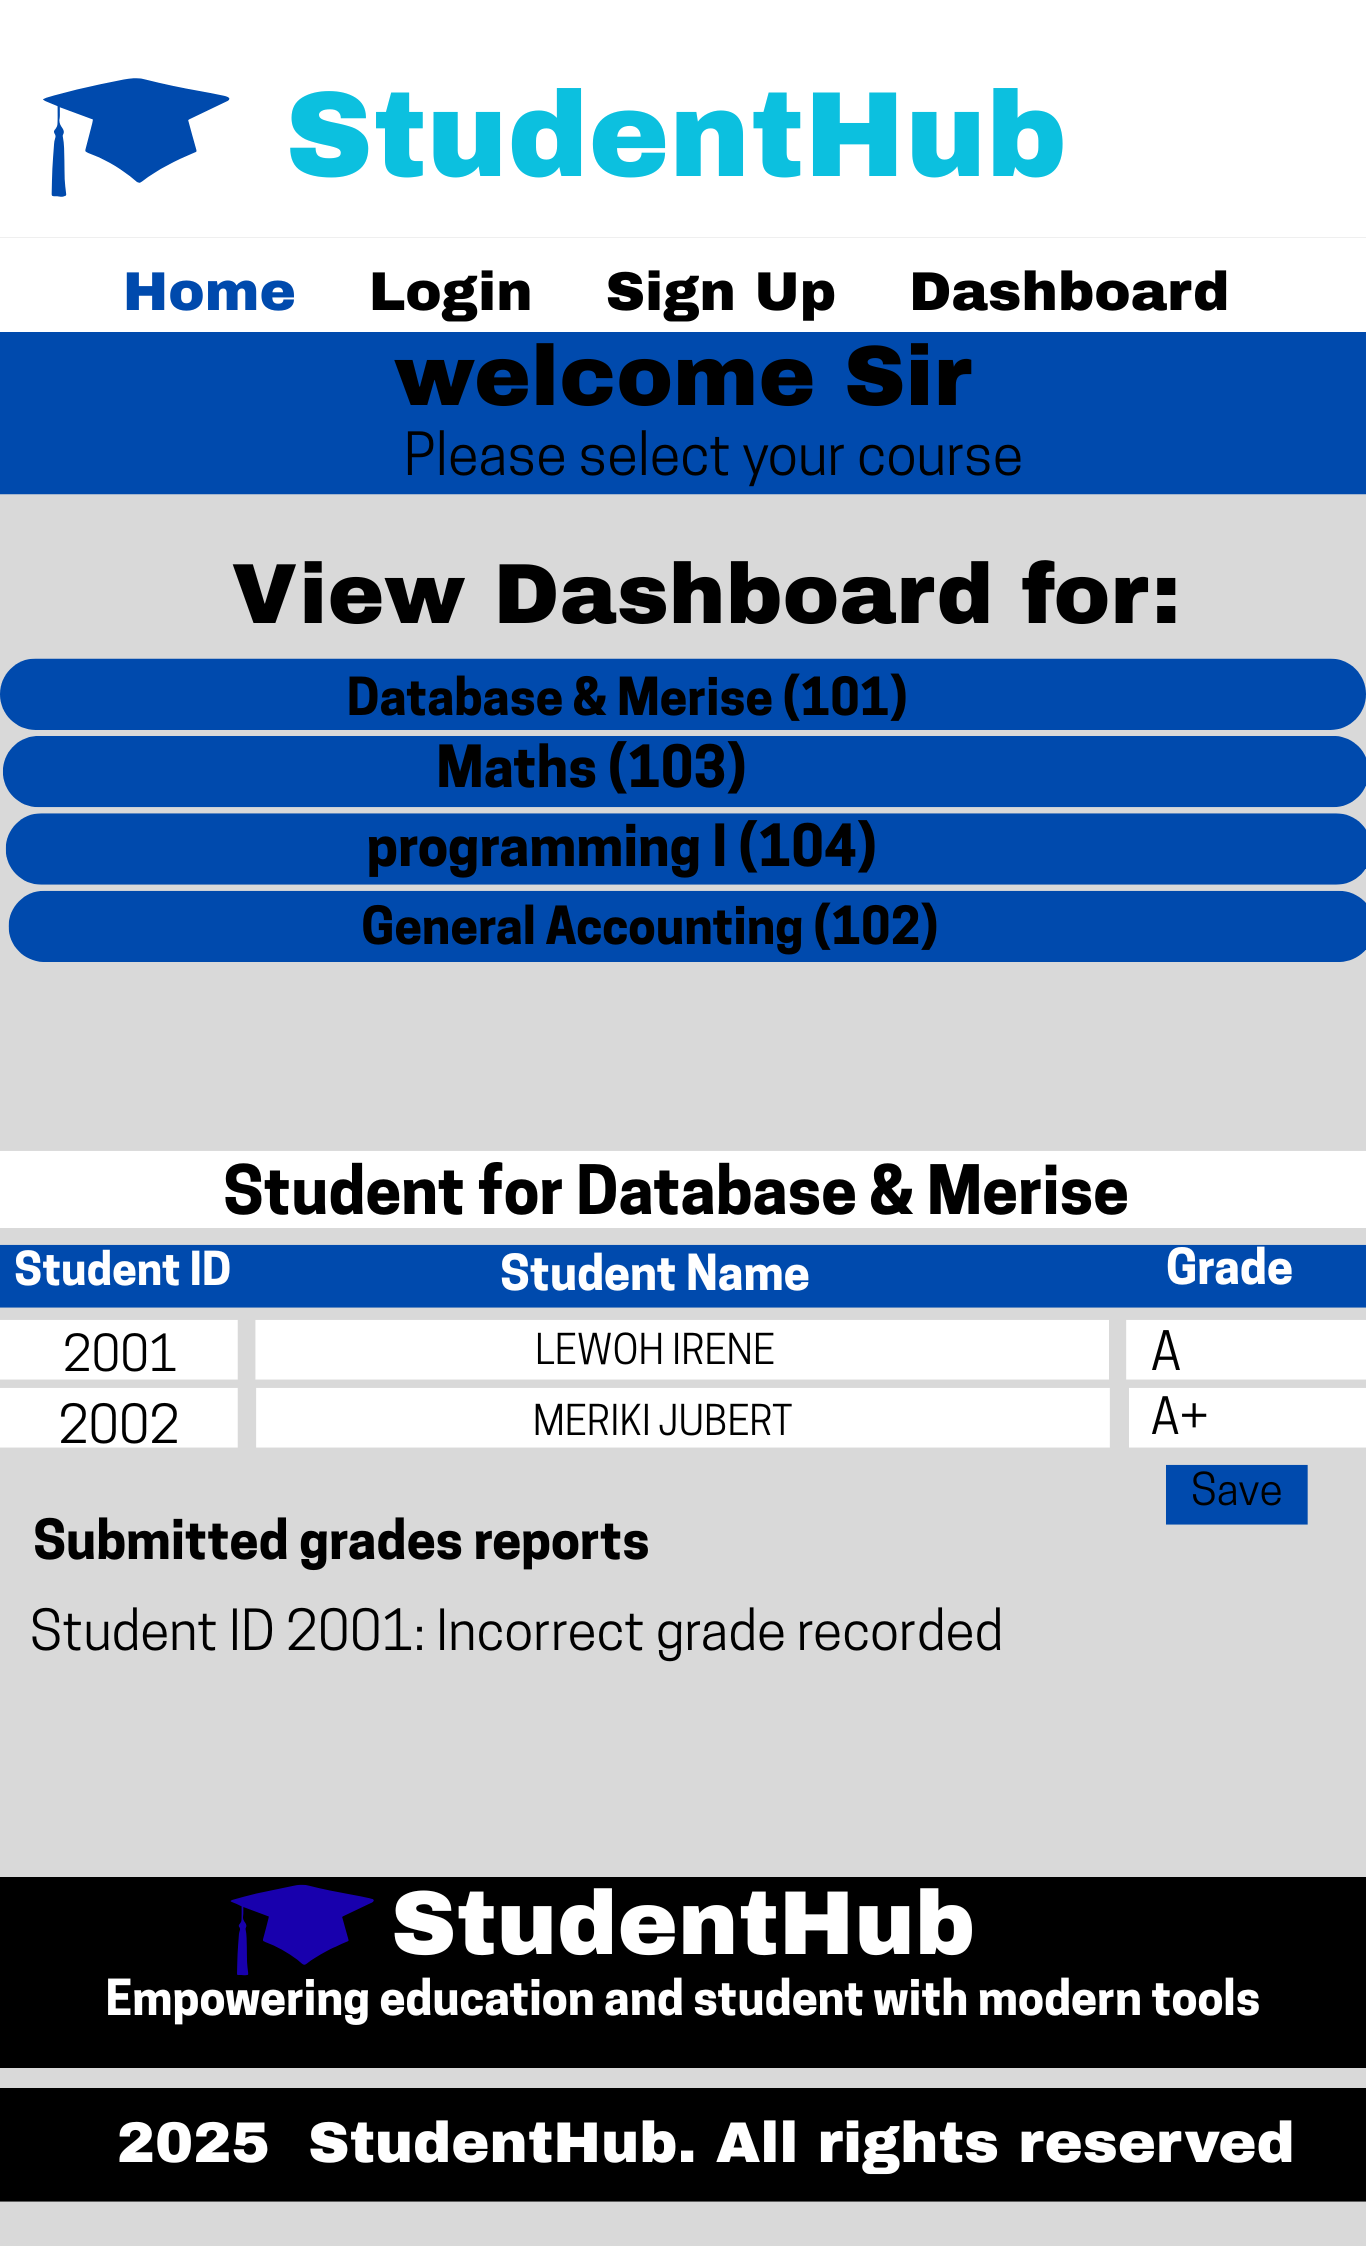 StudentHub
Home Login Sign Up Dashboard
welcome Sir
Please select your course
View Dashboard for:
Database & Merise (101)
Maths (103)
programming I (104)
General Accounting (102)
Student for Database & Merise
Student ID Student Name Grade
2001 LEWOH IRENE A
2002 MERIKI JUBERT A+
Save
Submitted grades reports
Student ID 2001: Incorrect grade recorded
StudentHub
Empowering education and student with modern tools
2025 StudentHub. All rights reserved